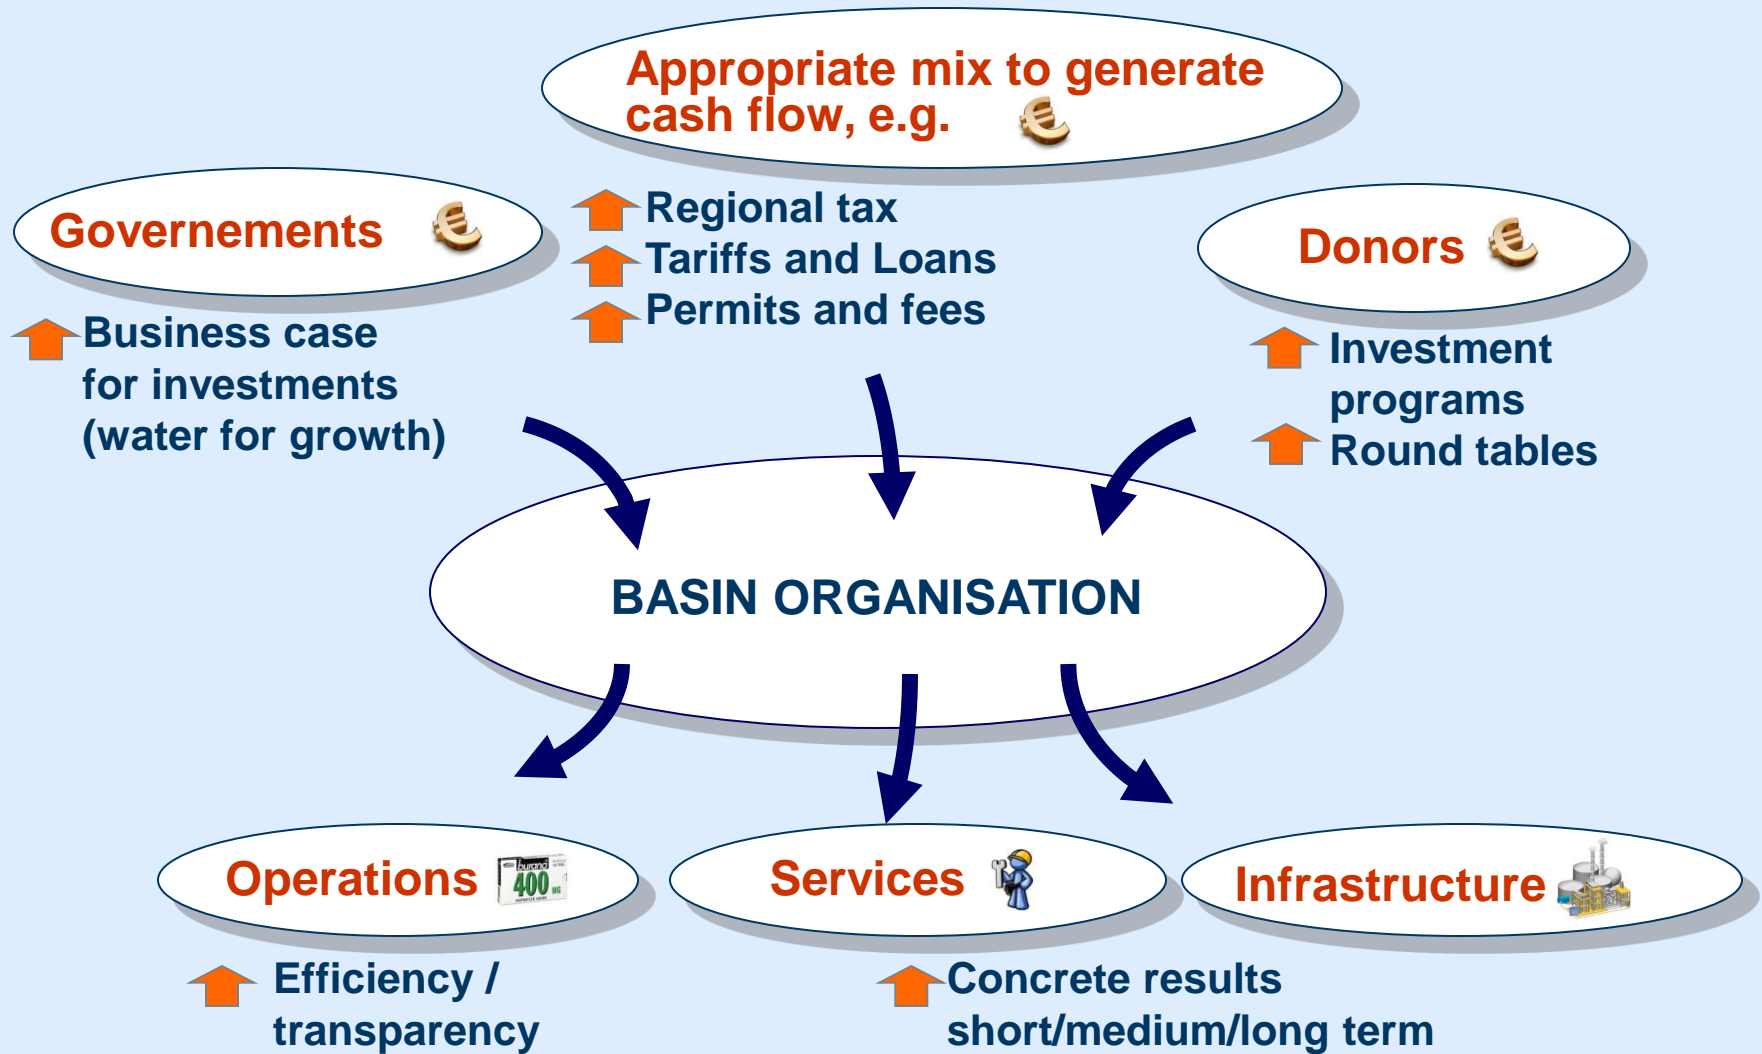 Appropriate mix to generate
cash flow, e.g.
Governements
Regional tax
Tariffs and Loans
Permits and fees
Donors
Business case
for investments
(water for growth)
Investment
programs
Round tables
BASIN ORGANISATION
Operations
400 MG
Services
Infrastructure
Efficiency /
transparency
Concrete results
short/medium/long term